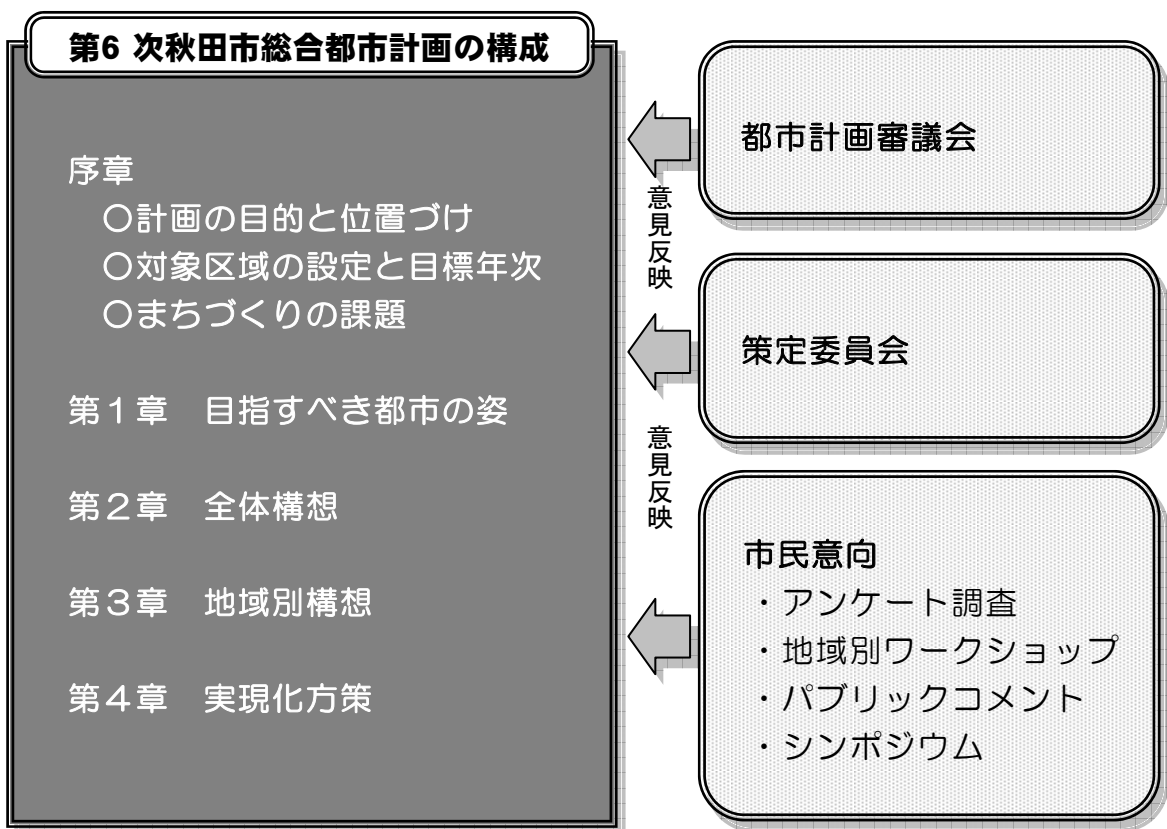 第6 次秋田市総合都市計画の構成
序章
○計画の目的と位置づけ
○対象区域の設定と目標年次
○まちづくりの課題
第１章　目指すべき都市の姿
第２章　全体構想
第３章　地域別構想
第４章　実現化方策
意見反映
意見反映
都市計画審議会
策定委員会
市民意向
・アンケート調査
・地域別ワークショップ
・パブリックコメント
・シンポジウム